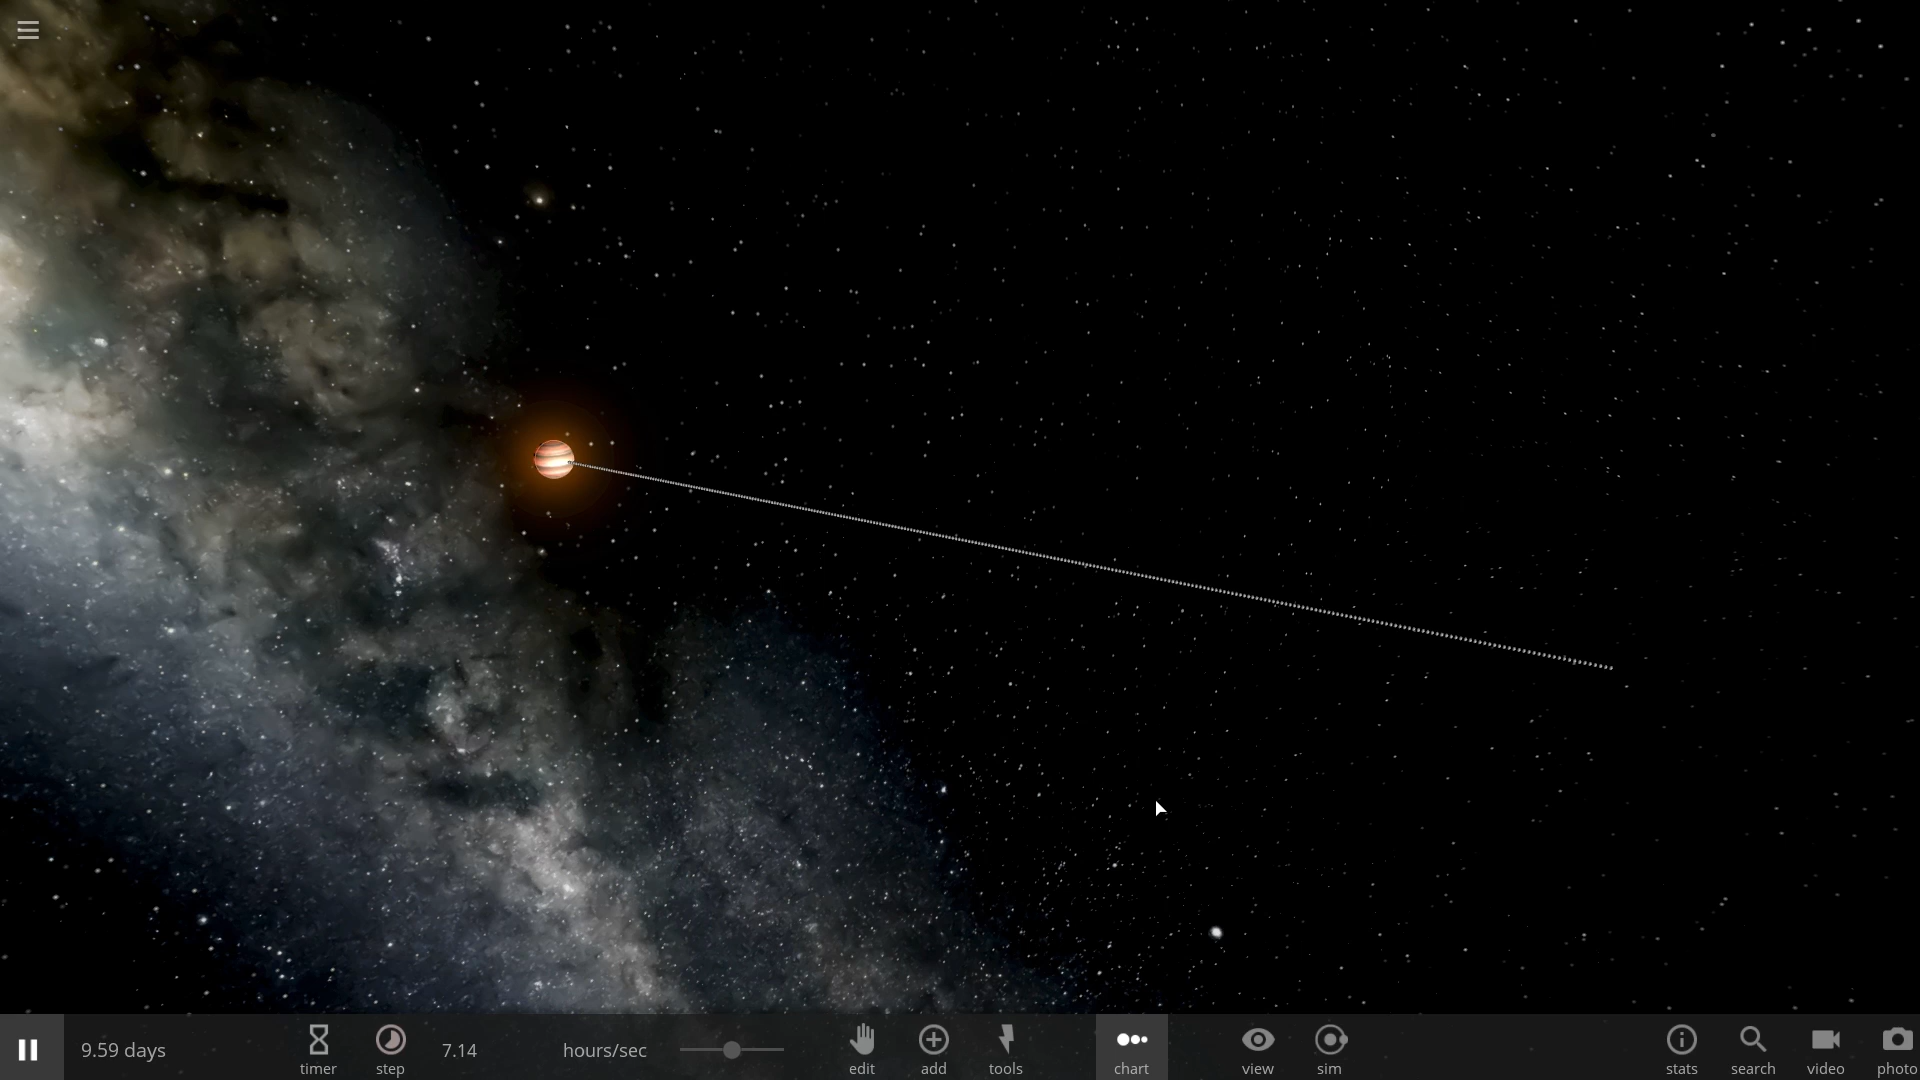 9.59 days
timer
step
7.14
hours/sec
edit
add
tools
chart
view
sim
stats
search
video
photo